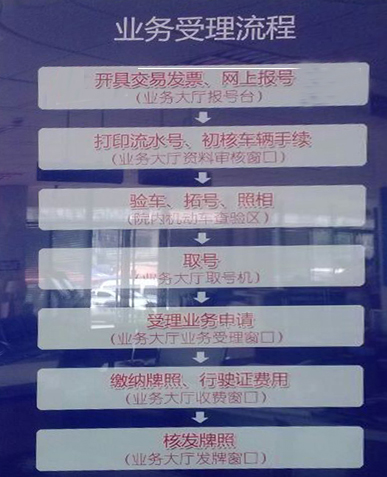 业务受理流程
开具交易发票、网上报号
(业务大厅报号台)
打印流水号、初核车辆手续
(业务大厅资料审核窗口)
验车、拓号、照相
(院内机动车查验区)
取号
(业务大厅取号机)
受理业务申请
(业务大厅业务受理窗口)
缴纳牌照、行驶证费用
(业务大厅收费窗口)
核发牌照
(业务大厅发牌窗口)